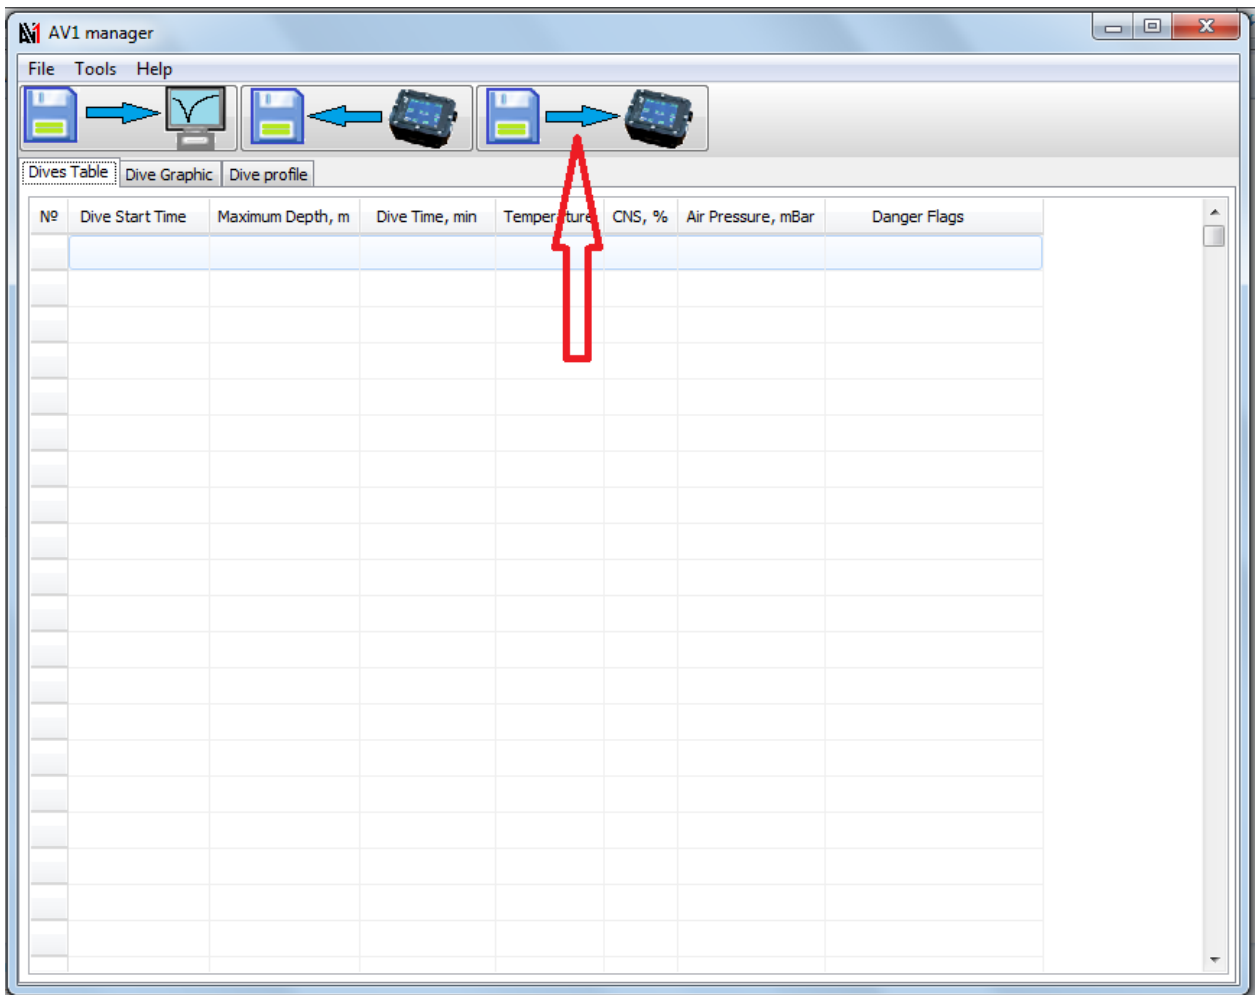 AV1 manager
File Tools Help
Dives Table Dive Graphic Dive profile
Nº Dive Start Time Maximum Depth, m Dive Time, min Temperature CNS, % Air Pressure, mBar Danger Flags